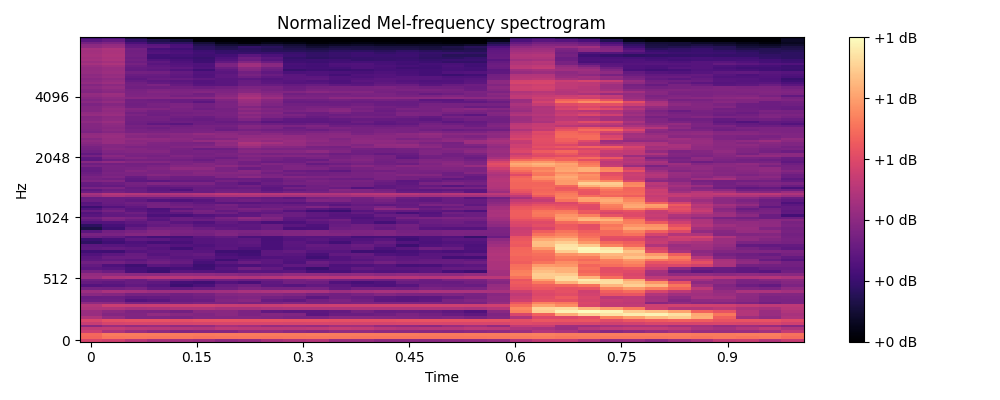 Normalized Mel-frequency spectrogram
Hz
4096
2048
1024
512
0
0 0.15 0.3 0.45 0.6 0.75 0.9
Time
+1 dB
+1 dB
+1 dB
+0 dB
+0 dB
+0 dB